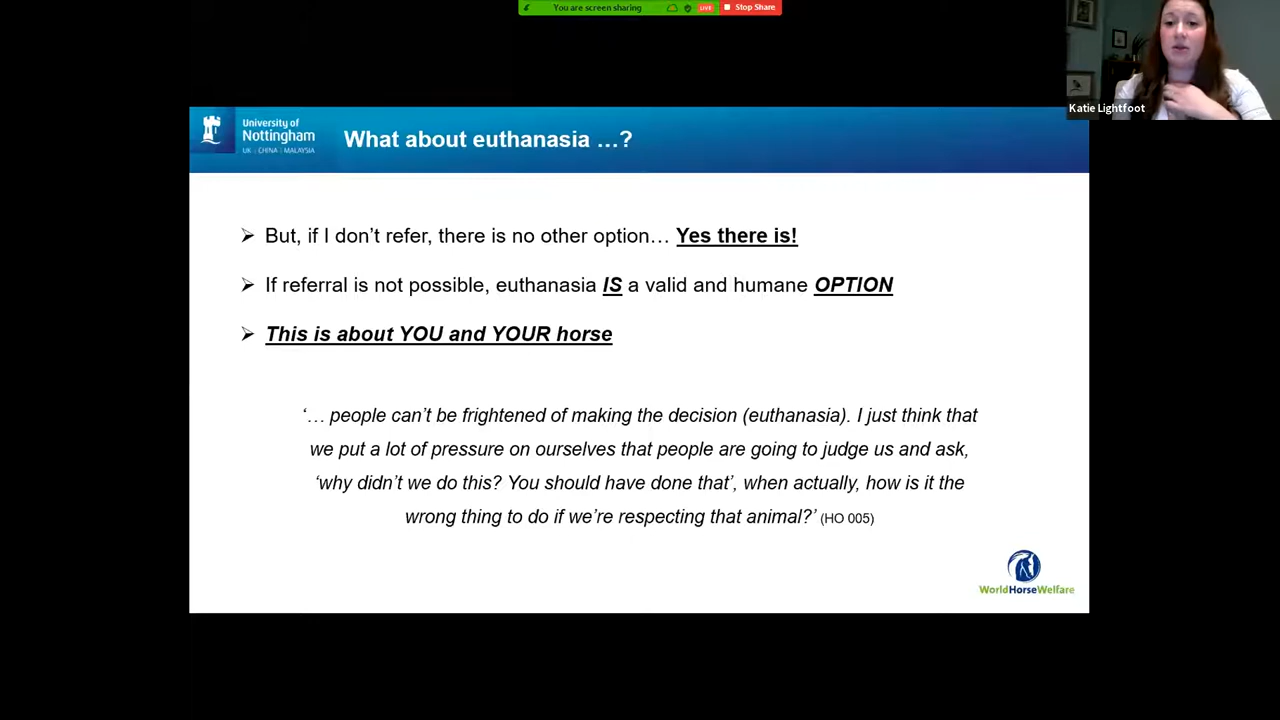 You are screen sharing
LIVE
Stop Share
Katie Lightfoot
University of
Nottingham
UK | CHINA | MALAYSIA
What about euthanasia …?
But, if I don’t refer, there is no other option… Yes there is!
If referral is not possible, euthanasia IS a valid and humane OPTION
This is about YOU and YOUR horse
‘… people can’t be frightened of making the decision (euthanasia). I just think that
we put a lot of pressure on ourselves that people are going to judge us and ask,
‘why didn’t we do this? You should have done that’, when actually, how is it the
wrong thing to do if we’re respecting that animal?’ (HO 005)
WorldHorseWelfare